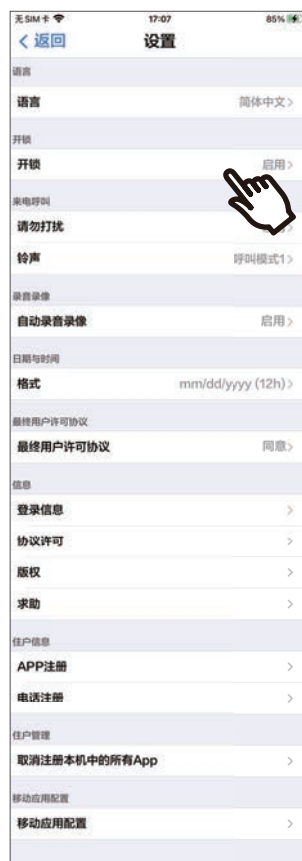 无SIM卡 17:07 85%
返回 设置
语言
语言 简体中文
开锁
开锁 启用
来电呼叫
请勿打扰
铃声 呼叫模式1
录音录像
自动录音录像 启用
日期与时间
格式 mm/dd/yyyy (12h)
最终用户许可协议
最终用户许可协议 同意
信息
登录信息
协议许可
版权
求助
住户信息
APP注册
电话注册
住户管理
取消注册本机中的所有App
移动应用配置
移动应用配置